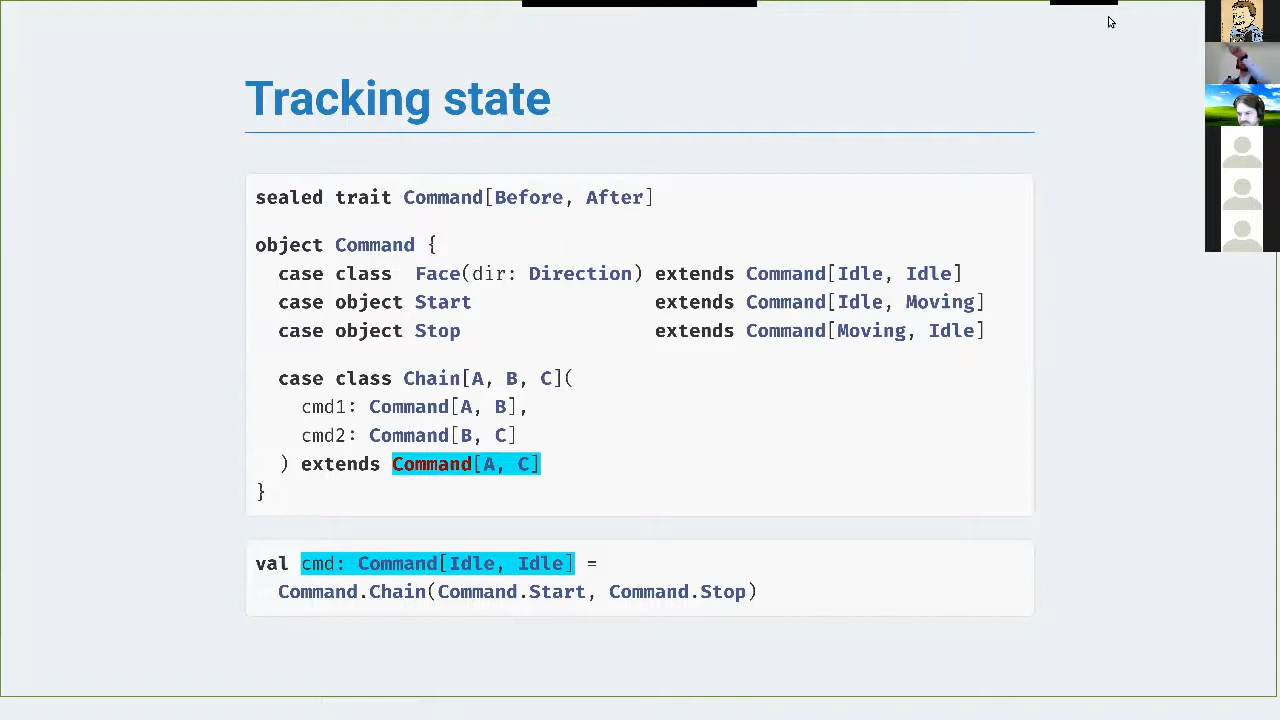 Tracking state
sealed trait Command[Before, After]
object Command {
  case class  Face(dir: Direction) extends Command[Idle, Idle]
  case object Start                extends Command[Idle, Moving]
  case object Stop                 extends Command[Moving, Idle]
  case class Chain[A, B, C](
    cmd1: Command[A, B],
    cmd2: Command[B, C]
  ) extends Command[A, C]
}
val cmd: Command[Idle, Idle] =
  Command.Chain(Command.Start, Command.Stop)